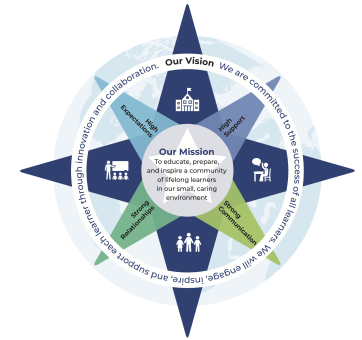 Our Vision We are committed to the success of all learners. We will engage, inspire, and support each learner through innovation and collaboration.
High
Expectations
High
Support
Our Mission
To educate, prepare,
and inspire a community
of lifelong learners
in our small, caring
environment
Strong
Relationships
Strong
Communication